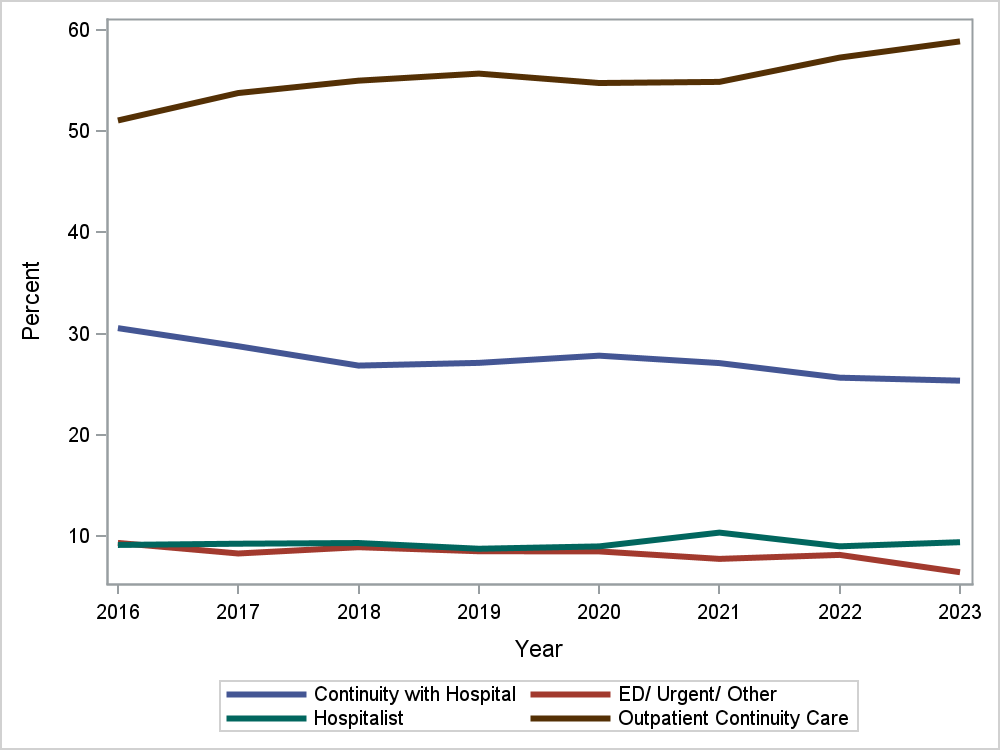 60
50
40
30
20
10
Percent
2016 2017 2018 2019 2020 2021 2022 2023
Year
Continuity with Hospital ED/ Urgent/ Other
Hospitalist Outpatient Continuity Care